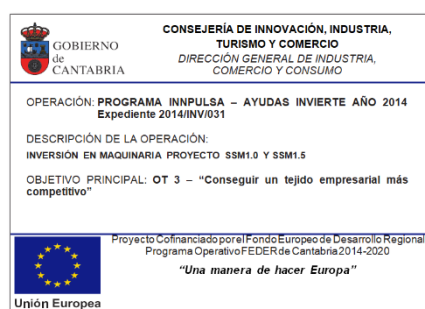 GOBIERNO
de
CANTABRIA
CONSEJERÍA DE INNOVACIÓN, INDUSTRIA,
TURISMO Y COMERCIO
DIRECCIÓN GENERAL DE INDUSTRIA,
COMERCIO Y CONSUMO
OPERACIÓN: PROGRAMA INNPULSA – AYUDAS INVIERTE AÑO 2014
Expediente 2014/INV/031
DESCRIPCIÓN DE LA OPERACIÓN:
INVERSIÓN EN MAQUINARIA PROYECTO SSM1.0 Y SSM1.5
OBJETIVO PRINCIPAL: OT 3 – “Conseguir un tejido empresarial más
competitivo”
Proyecto Cofinanciado por el Fondo Europeo de Desarrollo Regional
Programa Operativo FEDER de Cantabria 2014-2020
“Una manera de hacer Europa”
Unión Europea